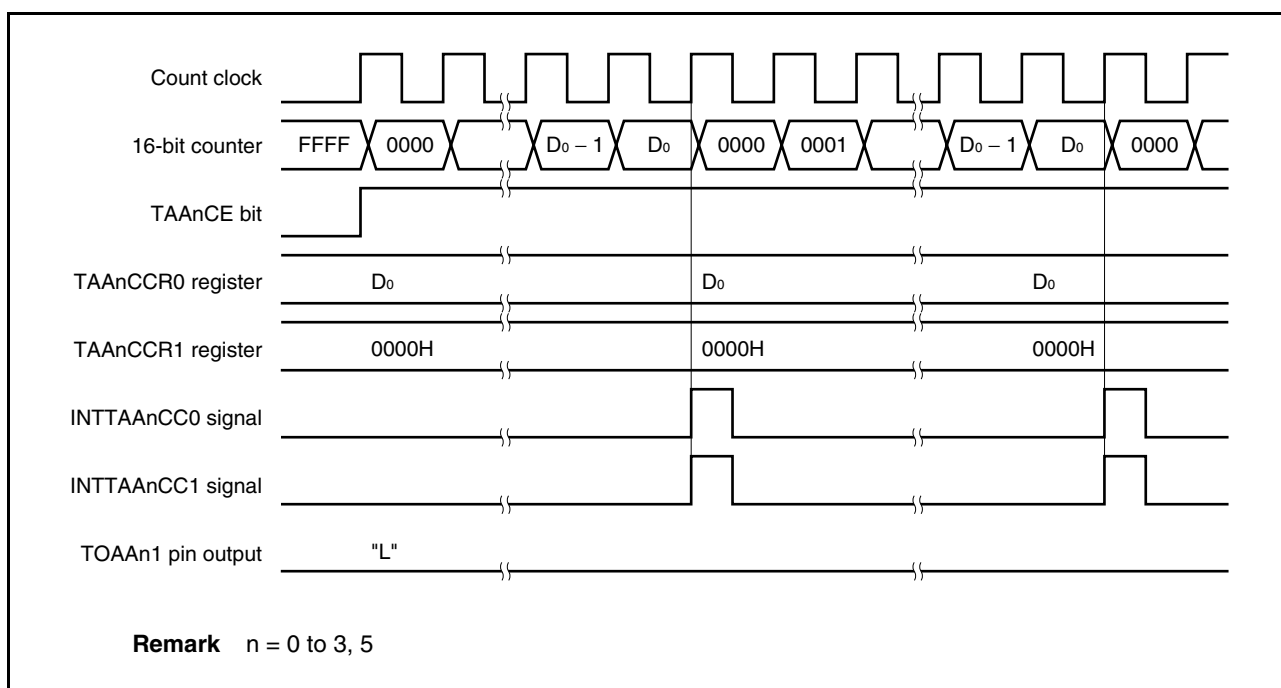 Count clock
16-bit counter FFFF 0000 D₀ − 1 D₀ 0000 0001 D₀ − 1 D₀ 0000
TAAnCE bit
TAAnCCR0 register D₀ D₀ D₀
TAAnCCR1 register 0000H 0000H 0000H
INTTAAnCC0 signal
INTTAAnCC1 signal
TOAAn1 pin output "L"
Remark n = 0 to 3, 5